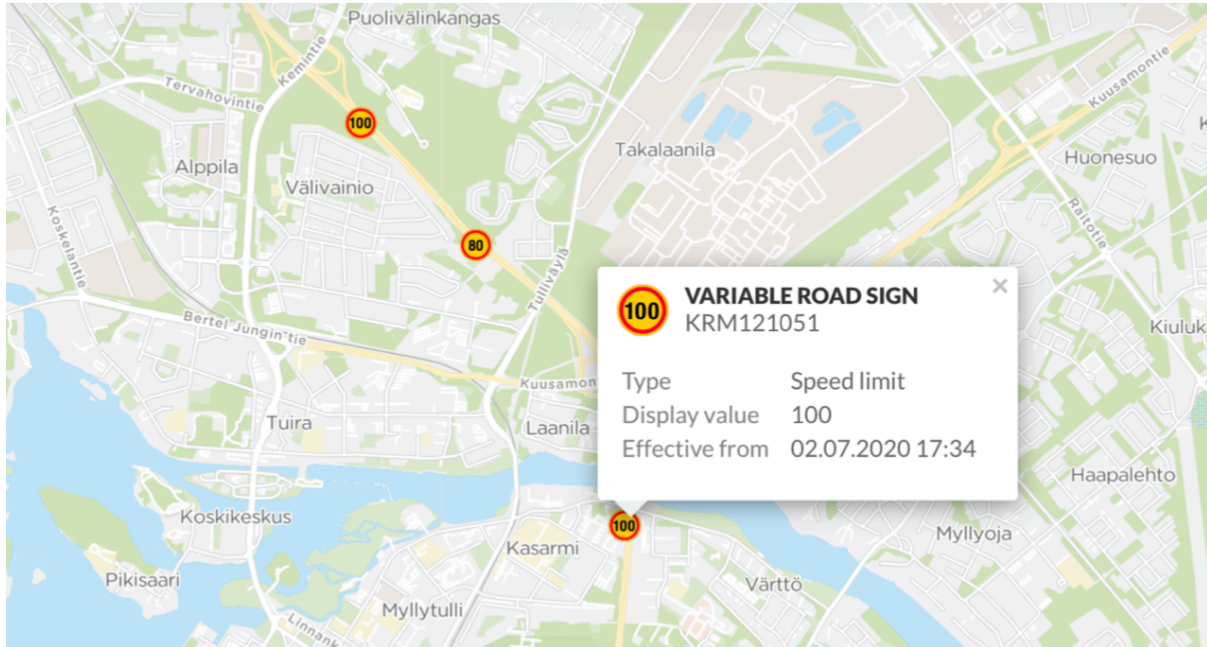 Puolivälinkangas
Kemintie
Kuusamontie
Tervahovintie
100
Takalaanila
Alppila
Välivainio
Huonesuo
Raitotie
Koskelantie
80
Tulliväylä
×
100
VARIABLE ROAD SIGN
KRM121051
Bertel Jungin tie
Kiuluk
Type Speed limit
Kuusamon
Display value 100
Tuira
Laanila
Effective from 02.07.2020 17:34
Haapalehto
Koskikeskus
100
Myllyoja
Kasarmi
Pikisaari
Värttö
Myllytulli
Linnank